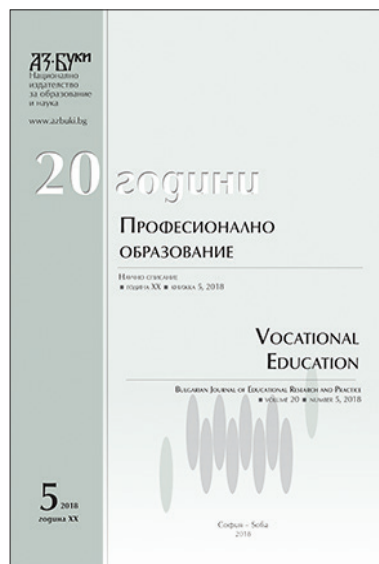 АЗ·БУКИ
Национално
издателство
за образование
и наука
www.azbuki.bg
20 години
ПРОФЕСИОНАЛНО
ОБРАЗОВАНИЕ
НАУЧНО СПИСАНИЕ
■ ГОДИНА XX ■ КНИЖКА 5, 2018
VOCATIONAL
EDUCATION
BULGARIAN JOURNAL OF EDUCATIONAL RESEARCH AND PRACTICE
■ VOLUME 20 ■ NUMBER 5, 2018
5 2018
година XX
София – Sofia
2018